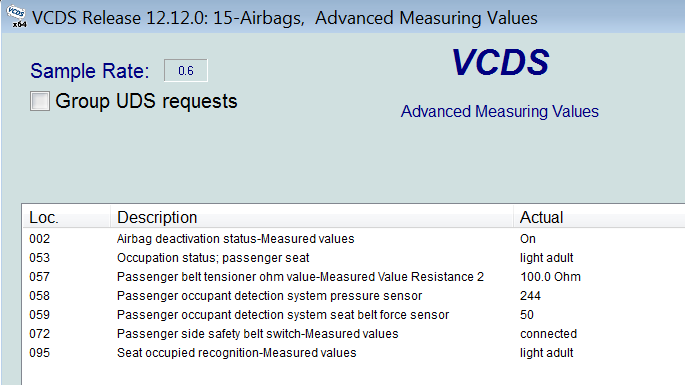 VCDS x64 VCDS Release 12.12.0: 15-Airbags, Advanced Measuring Values
Sample Rate: 0.6
VCDS
Group UDS requests
Advanced Measuring Values
Loc. Description Actual
002 Airbag deactivation status-Measured values On
053 Occupation status; passenger seat light adult
057 Passenger belt tensioner ohm value-Measured Value Resistance 2 100.0 Ohm
058 Passenger occupant detection system pressure sensor 244
059 Passenger occupant detection system seat belt force sensor 50
072 Passenger side safety belt switch-Measured values connected
095 Seat occupied recognition-Measured values light adult